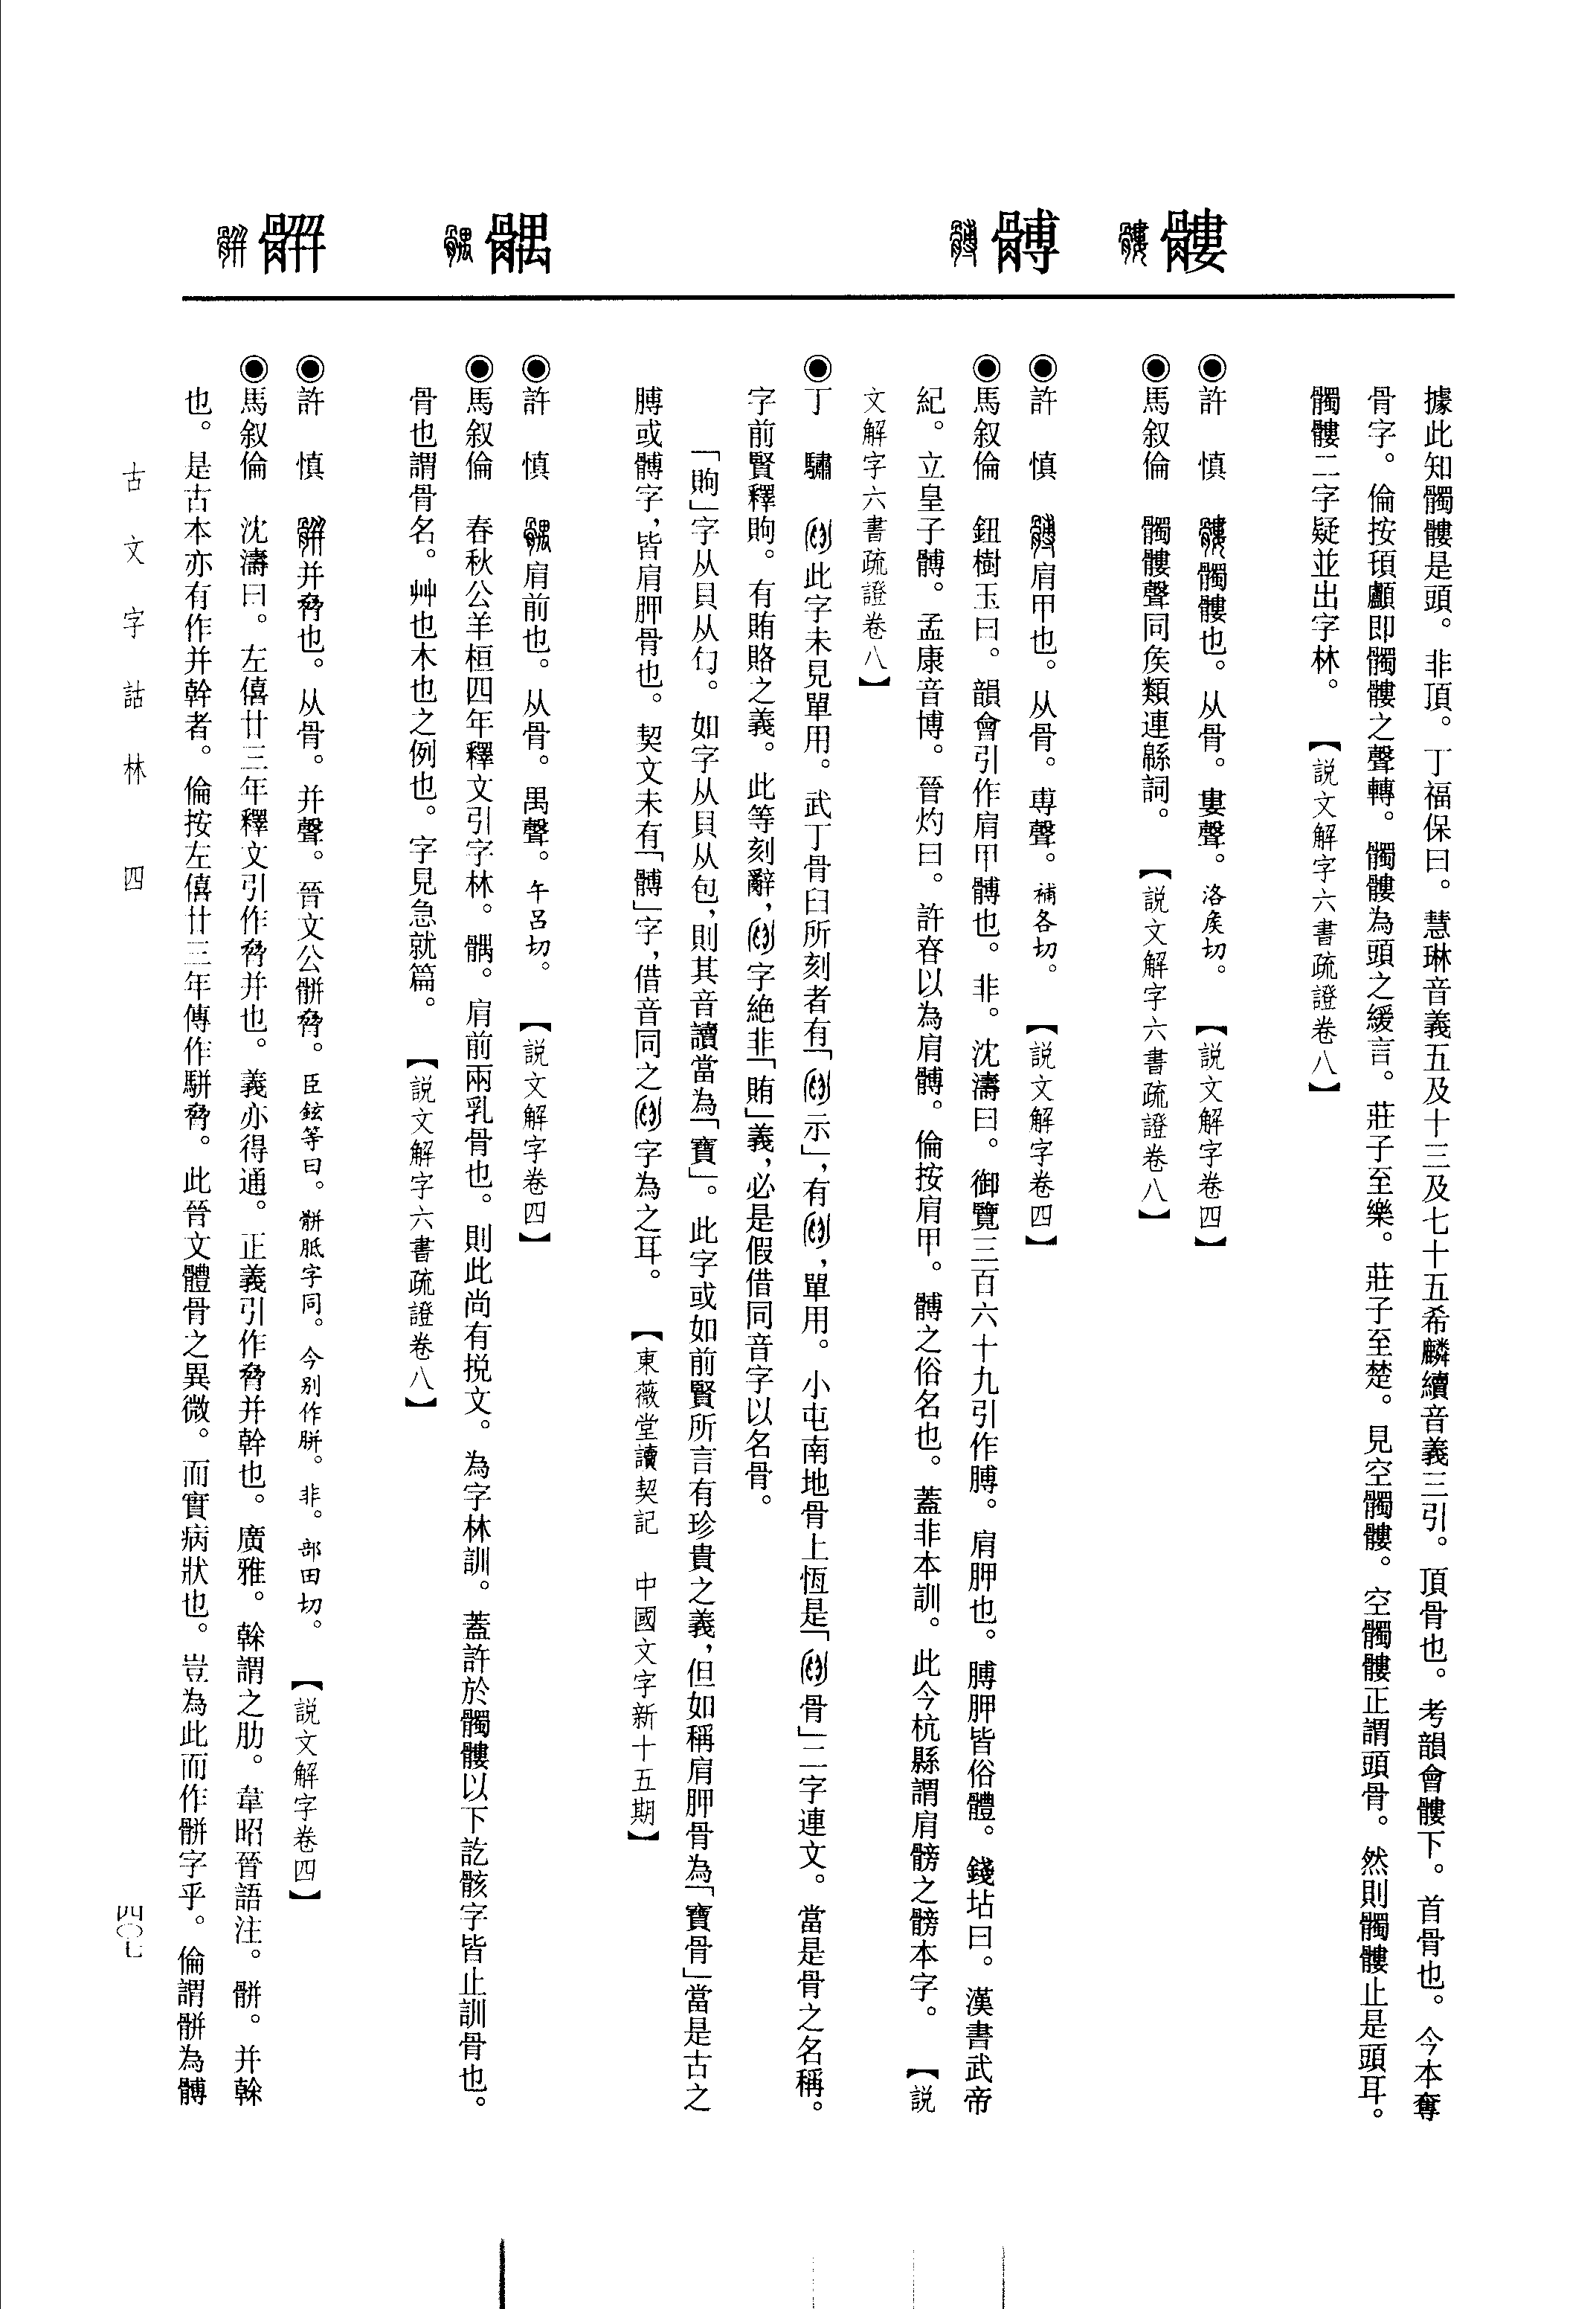 髏
髆
髃
骿
據此知髑髏是頭。非頂。丁福保曰。慧琳音義五及十三及七十五希麟續音義三引。頂骨也。考韻會髏下。首骨也。今本奪
骨字。倫按䪴顱即髑髏之聲轉。髑髏為頭之緩言。莊子至樂。莊子至楚。見空髑髏。空髑髏正謂頭骨。然則髑髏止是頭耳。
髑髏二字疑並出字林。【説文解字六書疏證卷八】
◉許　慎　髑髏也。从骨。婁聲。洛矦切。【説文解字卷四】
◉馬叙倫　髑髏聲同矦類連緜詞。【説文解字六書疏證卷八】
◉許　慎　肩甲也。从骨。尃聲。補各切。【説文解字卷四】
◉馬叙倫　鈕樹玉曰。韻會引作肩甲髆也。非。沈濤曰。御覽三百六十九引作膊。肩胛也。膊胛皆俗體。錢坫曰。漢書武帝
紀。立皇子髆。孟康音博。晉灼曰。許昚以為肩髆。倫按肩甲。髆之俗名也。蓋非本訓。此今杭縣謂肩髈之髈本字。【説
文解字六書疏證卷八】
◉丁　驌　此字未見單用。武丁骨臼所刻者有「示」，有，單用。小屯南地骨上恆是「骨」二字連文。當是骨之名稱。
字前賢釋䝧。有賄賂之義。此等刻辭，字絶非「賄」義，必是假借同音字以名骨。
「䝧」字从貝从勹。如字从貝从包，則其音讀當為「寶」。此字或如前賢所言有珍貴之義，但如稱肩胛骨為「寶骨」當是古之
膊或髆字，皆肩胛骨也。契文未有「髆」字，借音同之字為之耳。【東薇堂讀契記　中國文字新十五期】
◉許　慎　肩前也。从骨。禺聲。午呂切。【説文解字卷四】
◉馬叙倫　春秋公羊桓四年釋文引字林。髃。肩前兩乳骨也。則此尚有挩文。為字林訓。蓋許於髑髏以下訖骸字皆止訓骨也。
骨也謂骨名。艸也木也之例也。字見急就篇。【説文解字六書疏證卷八】
◉許　慎　并脅也。从骨。并聲。晉文公骿脅。臣鉉等曰。骿胝字同。今别作胼。非。部田切。【説文解字卷四】
◉馬叙倫　沈濤曰。左僖廿三年釋文引作脅并也。義亦得通。正義引作脅并幹也。廣雅。榦謂之肋。韋昭晉語注。骿。并榦
也。是古本亦有作并幹者。倫按左僖廿三年傳作駢脅。此晉文體骨之異微。而實病狀也。豈為此而作骿字乎。倫謂骿為髆
古文字詁林　四
四〇七